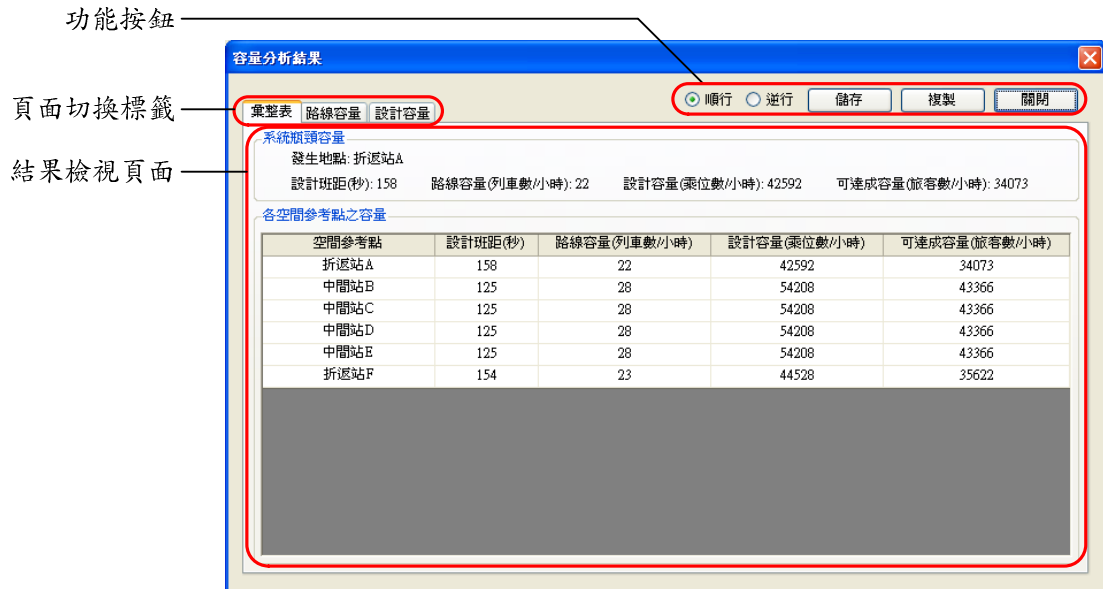 功能按鈕
容量分析結果
頁面切換標籤
彙整表 路線容量 設計容量
順行 逆行 儲存 複製 關閉
結果檢視頁面
系統瓶頸容量
發生地點: 折返站A
設計班距(秒): 158 路線容量(列車數/小時): 22 設計容量(乘位數/小時): 42592 可達成容量(旅客數/小時): 34073
各空間參考點之容量
空間參考點 設計班距(秒) 路線容量(列車數/小時) 設計容量(乘位數/小時) 可達成容量(旅客數/小時)
折返站A 158 22 42592 34073
中間站B 125 28 54208 43366
中間站C 125 28 54208 43366
中間站D 125 28 54208 43366
中間站E 125 28 54208 43366
折返站F 154 23 44528 35622